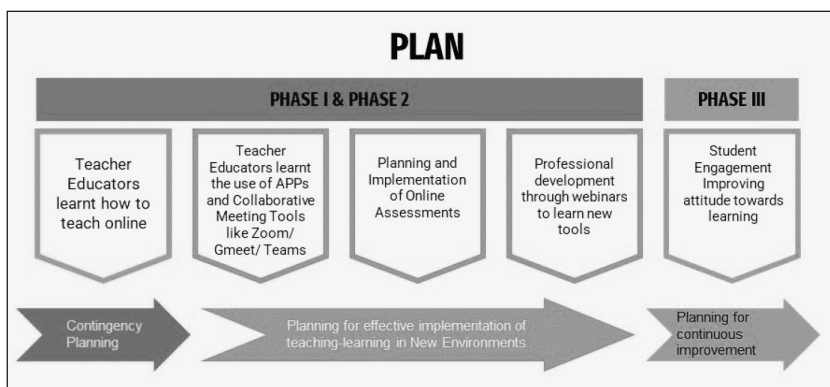 PLAN
PHASE I & PHASE 2
PHASE III
Teacher
Educators
learnt how to
teach online
Teacher
Educators learnt
the use of APPs
and Collaborative
Meeting Tools
like Zoom/
Gmeet/ Teams
Planning and
Implementation
of Online
Assessments
Professional
development
through webinars
to learn new
tools
Student
Engagement
Improving
attitude towards
learning
Contingency
Planning
Planning for effective implementation of
teaching-learning in New Environments
Planning for
continuous
improvement